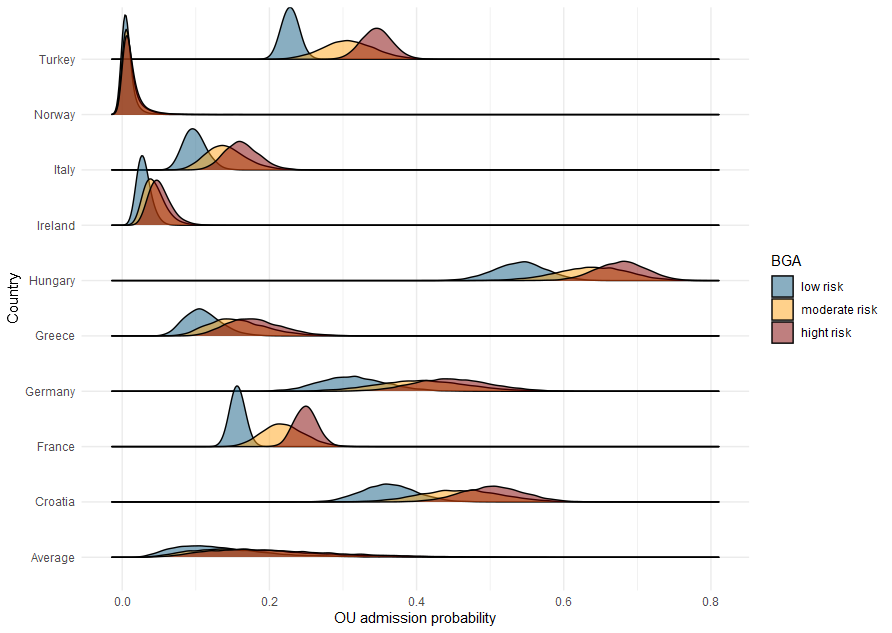 Turkey
Norway
Italy
Ireland
Hungary
Greece
Germany
France
Croatia
Average
Country
0.0 0.2 0.4 0.6 0.8
OU admission probability
BGA
low risk
moderate risk
hight risk